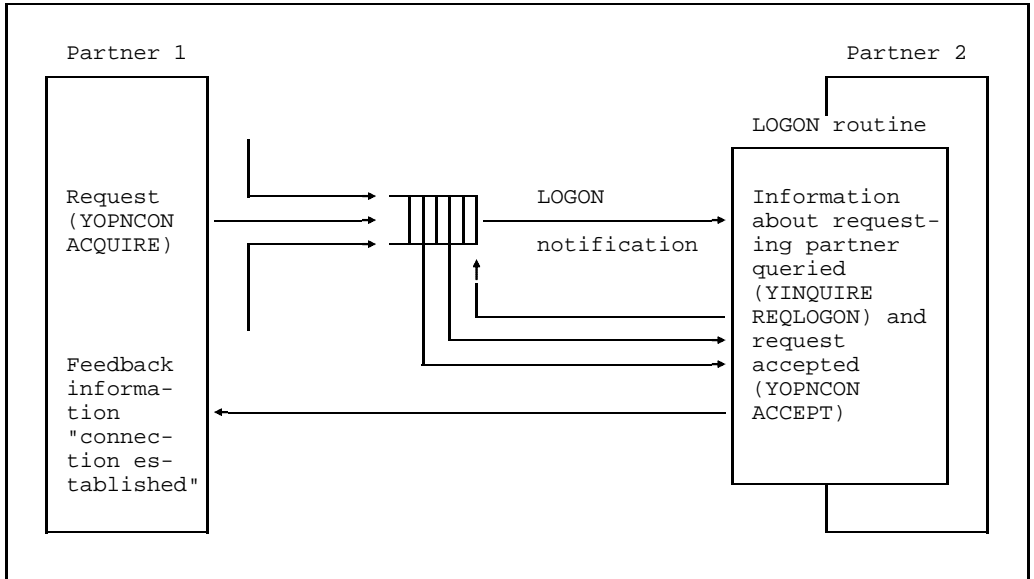 Partner 1
Partner 2
LOGON routine
Request
(YOPNCON
ACQUIRE)
LOGON
notification
Information
about request-
ing partner
queried
(YINQUIRE
REQLOGON) and
request
accepted
(YOPNCON
ACCEPT)
Feedback
informa-
tion
"connec-
tion es-
tablished"